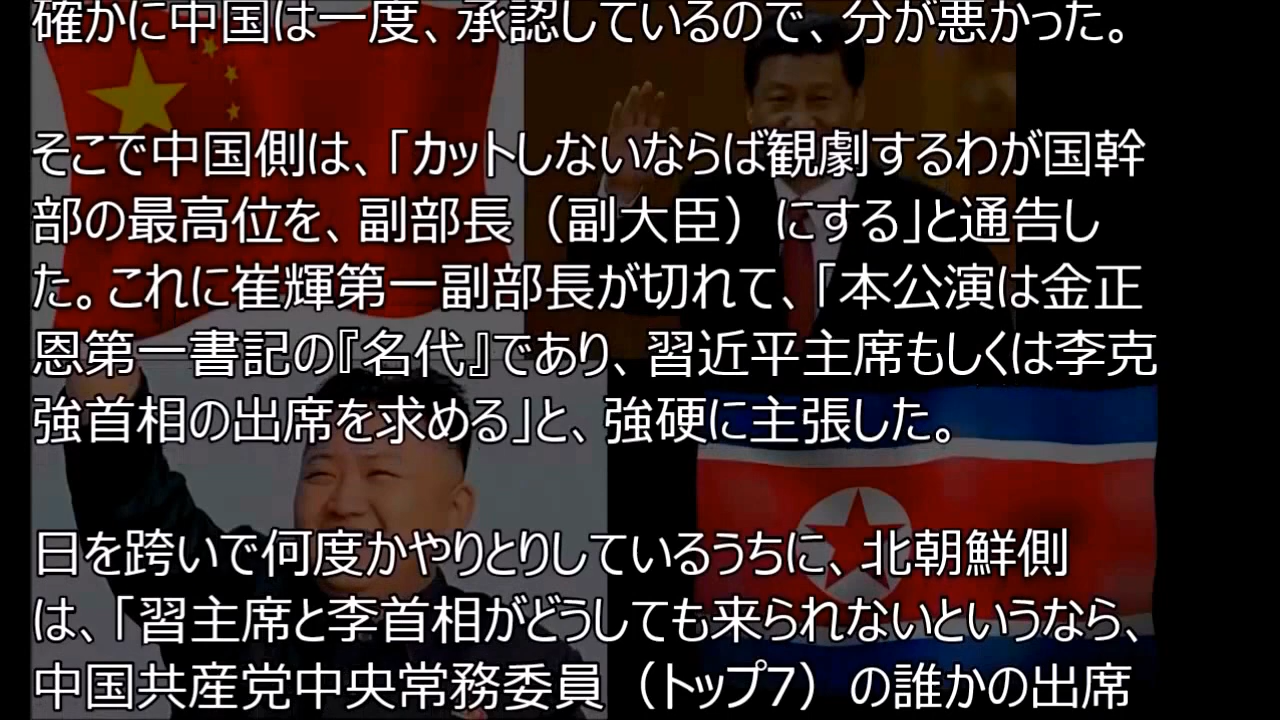 確かに中国は一度、承認しているので、分が悪かった。
そこで中国側は、「カットしないならば観劇するわが国幹
部の最高位を、副部長（副大臣）にする」と通告し
た。これに崔輝第一副部長が切れて、「本公演は金正
恩第一書記の『名代』であり、習近平主席もしくは李克
強首相の出席を求める」と、強硬に主張した。
日を跨いで何度かやりとりしているうちに、北朝鮮側
は、「習主席と李首相がどうしても来られないというなら、
中国共産党中央常務委員（トップ7）の誰かの出席